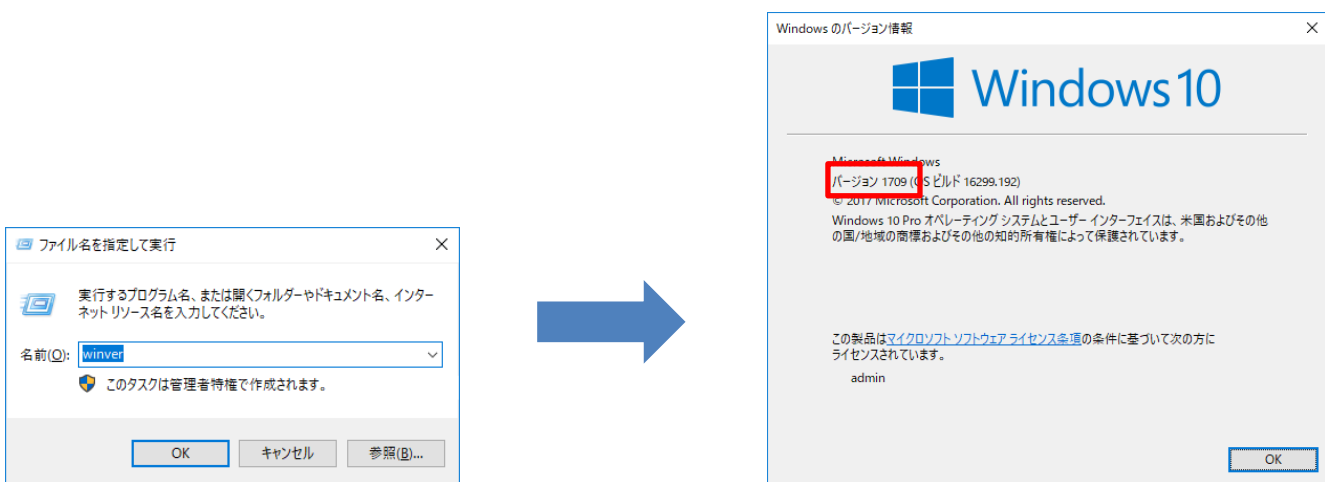 ファイル名を指定して実行
実行するプログラム名、または開くフォルダーやドキュメント名、インター
ネット リソース名を入力してください。
名前(O):
winver
このタスクは管理者特権で作成されます。
OK
キャンセル
参照(B)...
Windows のバージョン情報
Windows 10
Microsoft Windows
バージョン 1709 (OS ビルド 16299.192)
© 2017 Microsoft Corporation. All rights reserved.
Windows 10 Pro オペレーティング システムとユーザー インターフェイスは、米国およびその他
の国/地域の商標およびその他の知的所有権によって保護されています。
この製品はマイクロソフト ソフトウェア ライセンス条項の条件に基づいて次の方に
ライセンスされています。
admin
OK